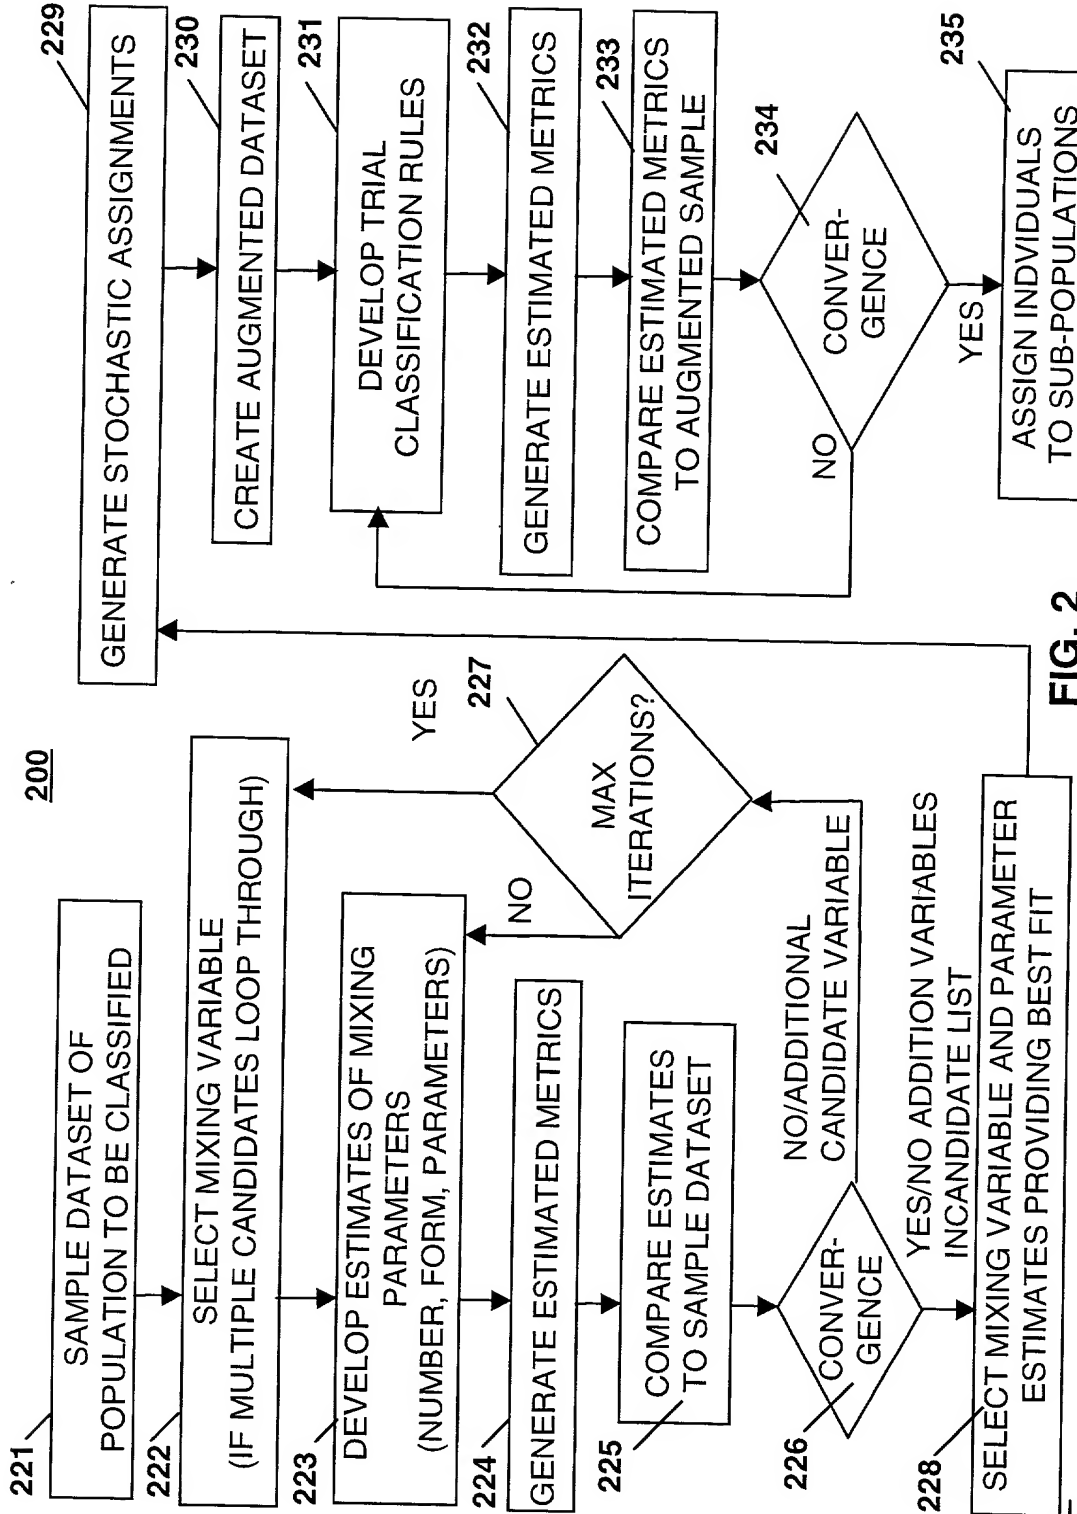 200
221
SAMPLE DATASET OF
POPULATION TO BE CLASSIFIED
222
SELECT MIXING VARIABLE
(IF MULTIPLE CANDIDATES LOOP THROUGH)
223
DEVELOP ESTIMATES OF MIXING
PARAMETERS
(NUMBER, FORM, PARAMETERS)
224
GENERATE ESTIMATED METRICS
225
COMPARE ESTIMATES
TO SAMPLE DATASET
226
CONVER-
GENCE
NO/ADDITIONAL
CANDIDATE VARIABLE
YES/NO ADDITION VARIABLES
INCANDIDATE LIST
227
MAX
ITERATIONS?
YES
NO
228
SELECT MIXING VARIABLE AND PARAMETER
ESTIMATES PROVIDING BEST FIT
229
GENERATE STOCHASTIC ASSIGNMENTS
230
CREATE AUGMENTED DATASET
231
DEVELOP TRIAL
CLASSIFICATION RULES
232
GENERATE ESTIMATED METRICS
233
COMPARE ESTIMATED METRICS
TO AUGMENTED SAMPLE
234
CONVER-
GENCE
NO
YES
235
ASSIGN INDVIDUALS
TO SUB-POPULATIONS
FIG. 2